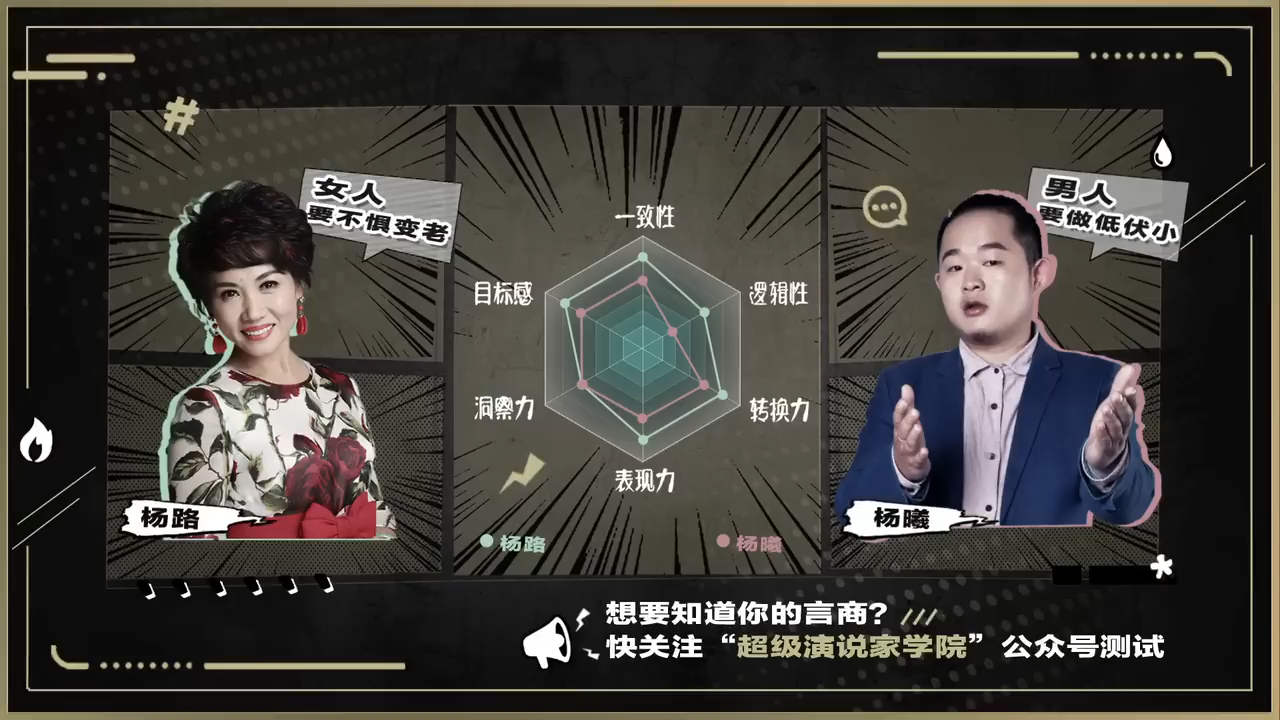 女人
要不惧变老
男人
要做低伏小
一致性
目标感
逻辑性
洞察力
转换力
表现力
杨路
杨曦
杨路
杨曦
想要知道你的言商?
快关注“超级演说家学院”公众号测试